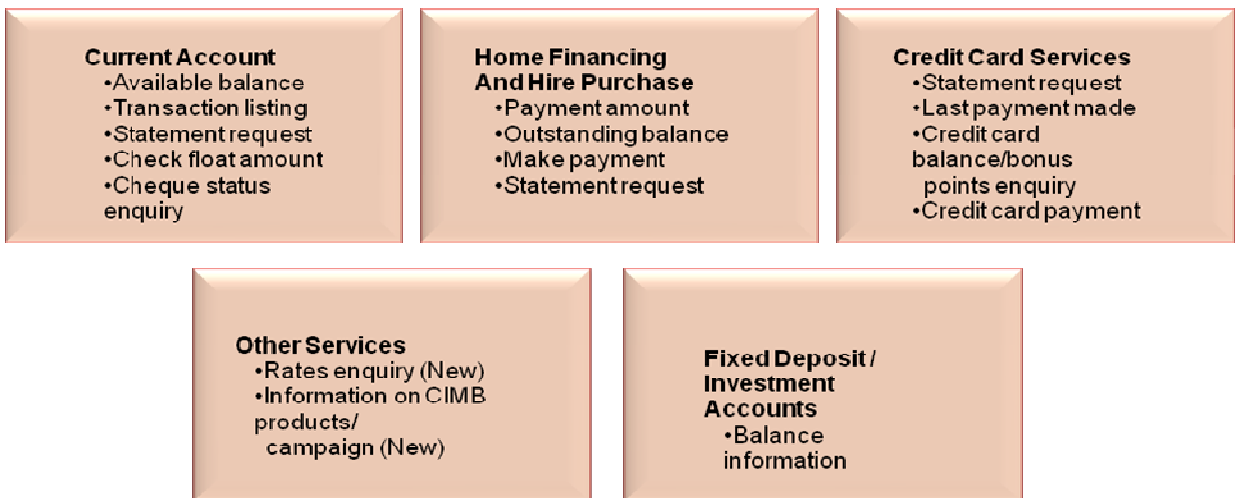 Current Account
•Available balance
•Transaction listing
•Statement request
•Check float amount
•Cheque status
enquiry
Home Financing
And Hire Purchase
•Payment amount
•Outstanding balance
•Make payment
•Statement request
Credit Card Services
•Statement request
•Last payment made
•Credit card
balance/bonus
points enquiry
•Credit card payment
Other Services
•Rates enquiry (New)
•Information on CIMB
products/
campaign (New)
Fixed Deposit /
Investment
Accounts
•Balance
information